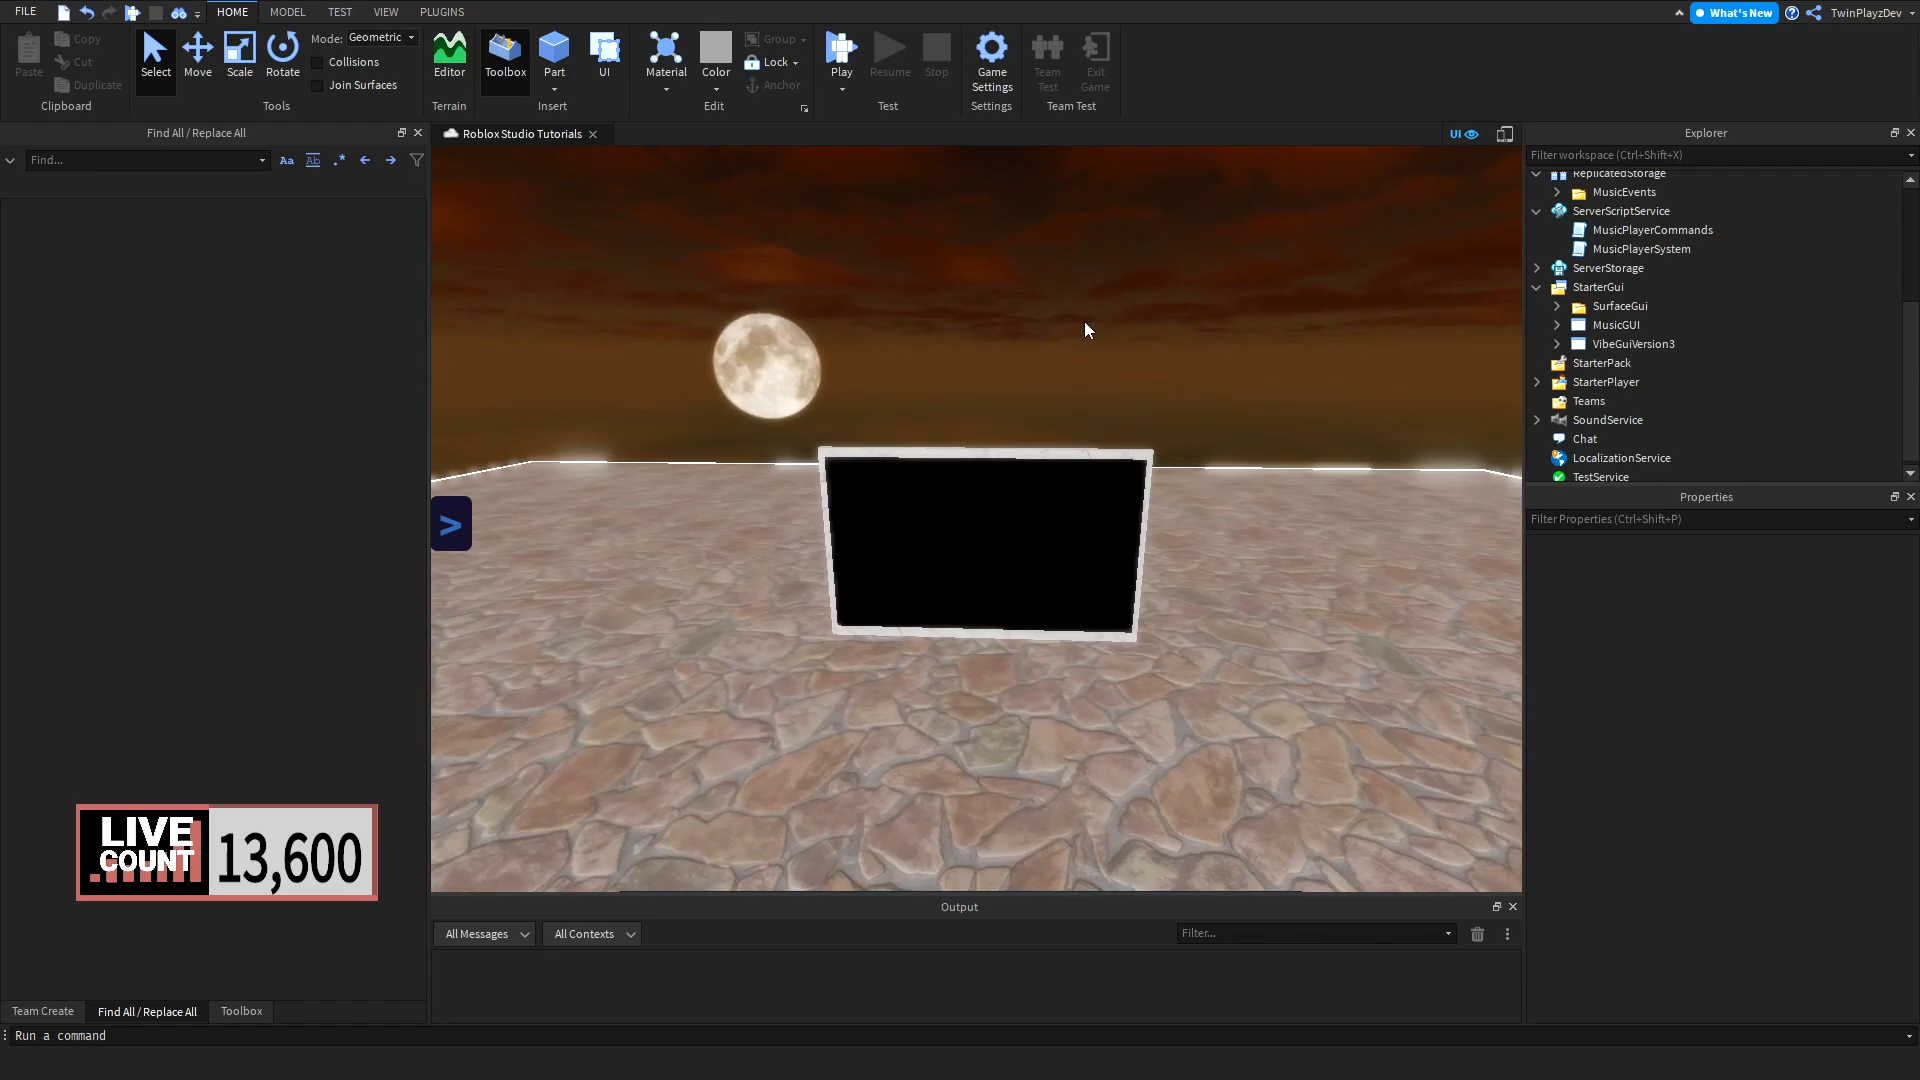 FILE
HOME
MODEL
TEST
VIEW
PLUGINS
What's New
TwinPlayzDev
Paste
Copy
Cut
Duplicate
Clipboard
Select
Move
Scale
Rotate
Mode: Geometric
Collisions
Join Surfaces
Tools
Editor
Terrain
Toolbox
Part
UI
Insert
Material
Color
Group
Lock
Anchor
Edit
Play
Resume
Stop
Test
Game Settings
Settings
Team Test
Exit Game
Team Test
Find All / Replace All
Find...
Aa
Ab
.*
Roblox Studio Tutorials
UI
>
LIVE
COUNT
13,600
Team Create
Find All / Replace All
Toolbox
Output
All Messages
All Contexts
Filter...
Run a command
Explorer
Filter workspace (Ctrl+Shift+X)
ReplicatedStorage
MusicEvents
ServerScriptService
MusicPlayerCommands
MusicPlayerSystem
ServerStorage
StarterGui
SurfaceGui
MusicGUI
VibeGuiVersion3
StarterPack
StarterPlayer
Teams
SoundService
Chat
LocalizationService
TestService
Properties
Filter Properties (Ctrl+Shift+P)